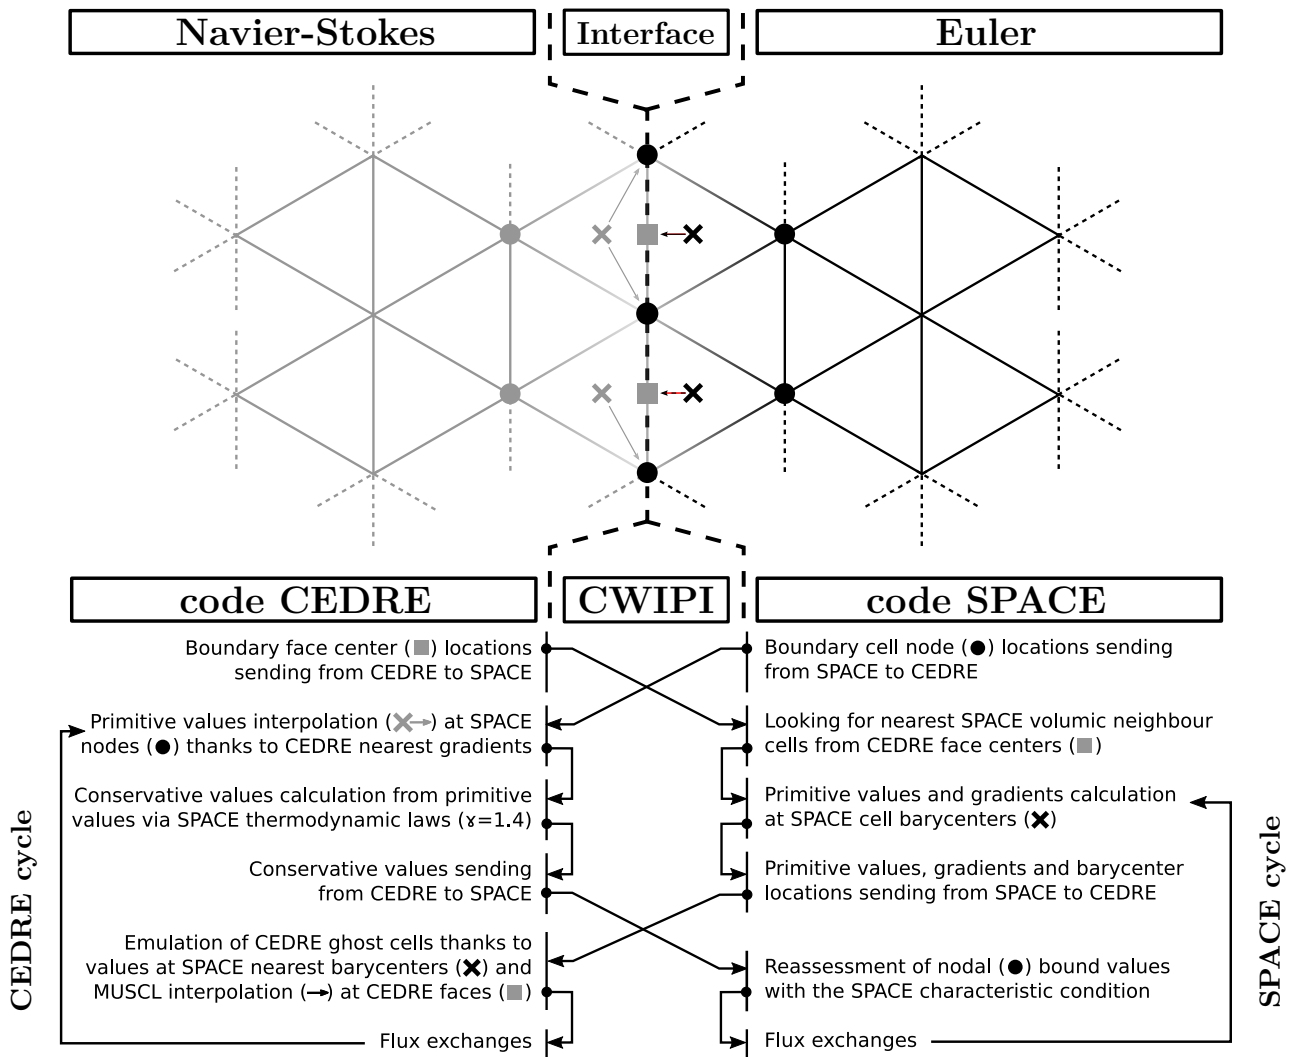 Navier-Stokes
Interface
Euler
code CEDRE
CWIPI
code SPACE
Boundary face center (■) locations
sending from CEDRE to SPACE
Boundary cell node (●) locations sending
from SPACE to CEDRE
Primitive values interpolation (×→) at SPACE
nodes (●) thanks to CEDRE nearest gradients
Looking for nearest SPACE volumic neighbour
cells from CEDRE face centers (■)
Conservative values calculation from primitive
values via SPACE thermodynamic laws (ɤ=1.4)
Primitive values and gradients calculation
at SPACE cell barycenters (×)
Conservative values sending
from CEDRE to SPACE
Primitive values, gradients and barycenter
locations sending from SPACE to CEDRE
Emulation of CEDRE ghost cells thanks to
values at SPACE nearest barycenters (×) and
MUSCL interpolation (→) at CEDRE faces (■)
Reassessment of nodal (●) bound values
with the SPACE characteristic condition
Flux exchanges
Flux exchanges
CEDRE cycle
SPACE cycle